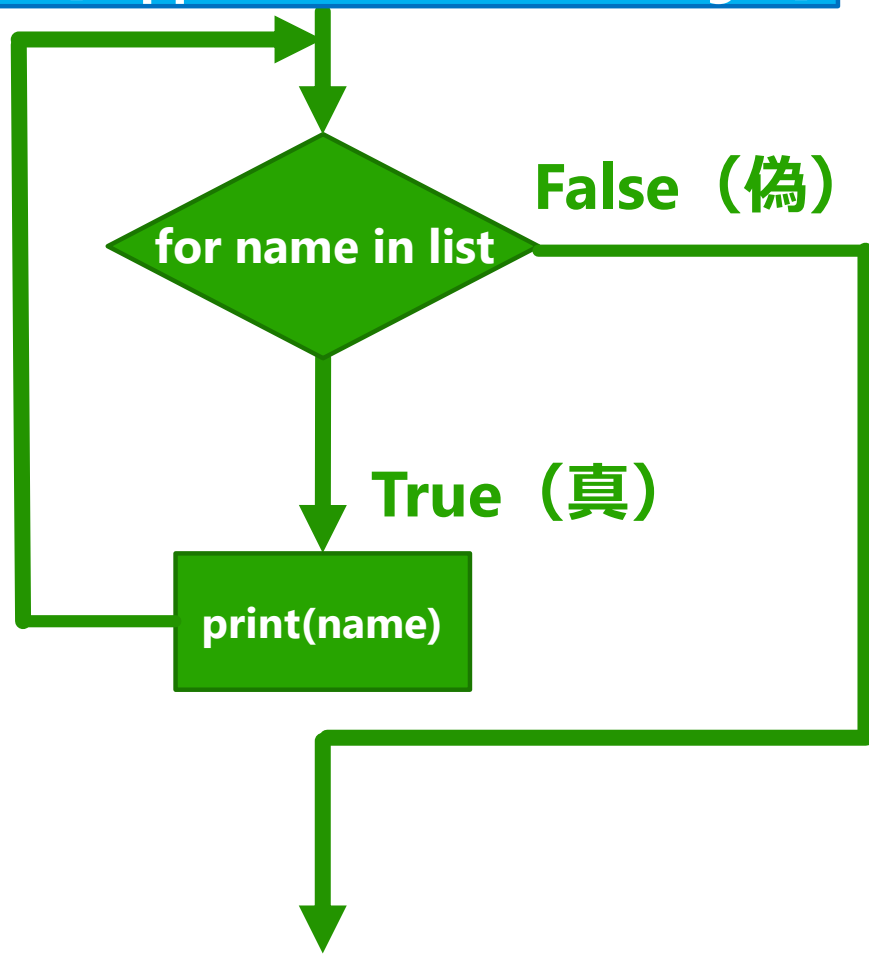 for name in list
False（偽）
True（真）
print(name)